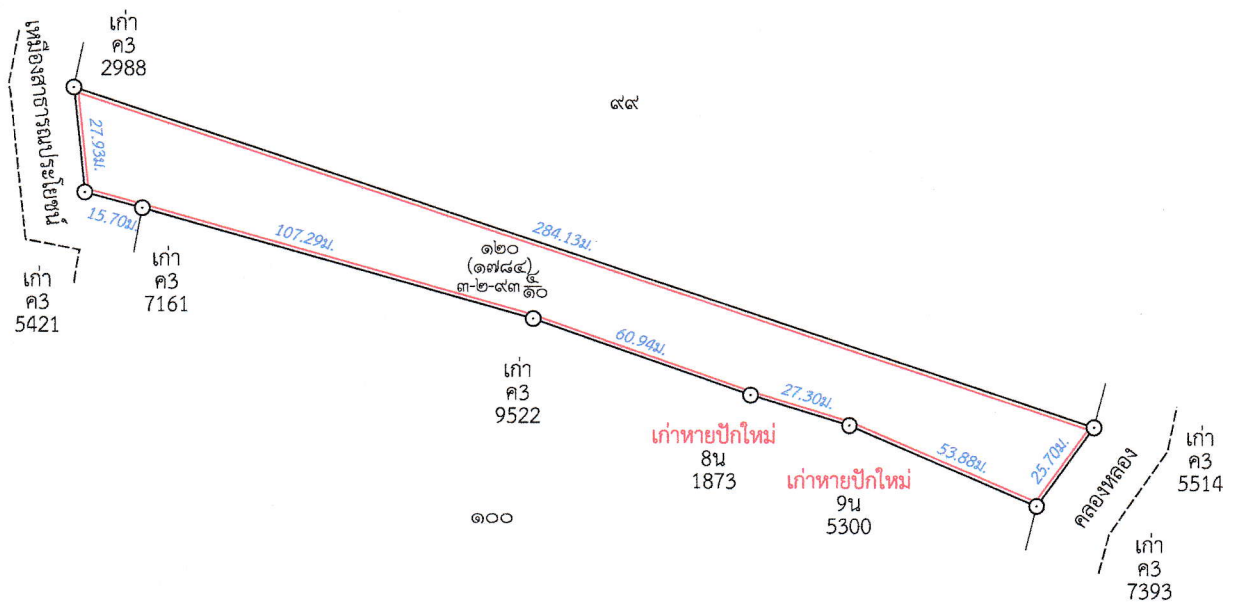 เก่า
ค3
2988
เหมืองสาธารณประโยชน์
๙๙
27.93ม.
15.70ม.
107.29ม.
284.13ม.
๑๒๐
(๑๗๘๔)
๓-๒-๙๓ ๕/๑๐
เก่า
ค3
5421
เก่า
ค3
7161
60.94ม.
เก่า
ค3
9522
27.30ม.
เก่าหายปักใหม่
8น
1873
53.88ม.
เก่าหายปักใหม่
9น
5300
25.70ม.
คลองหลอง
เก่า
ค3
5514
๑๐๐
เก่า
ค3
7393